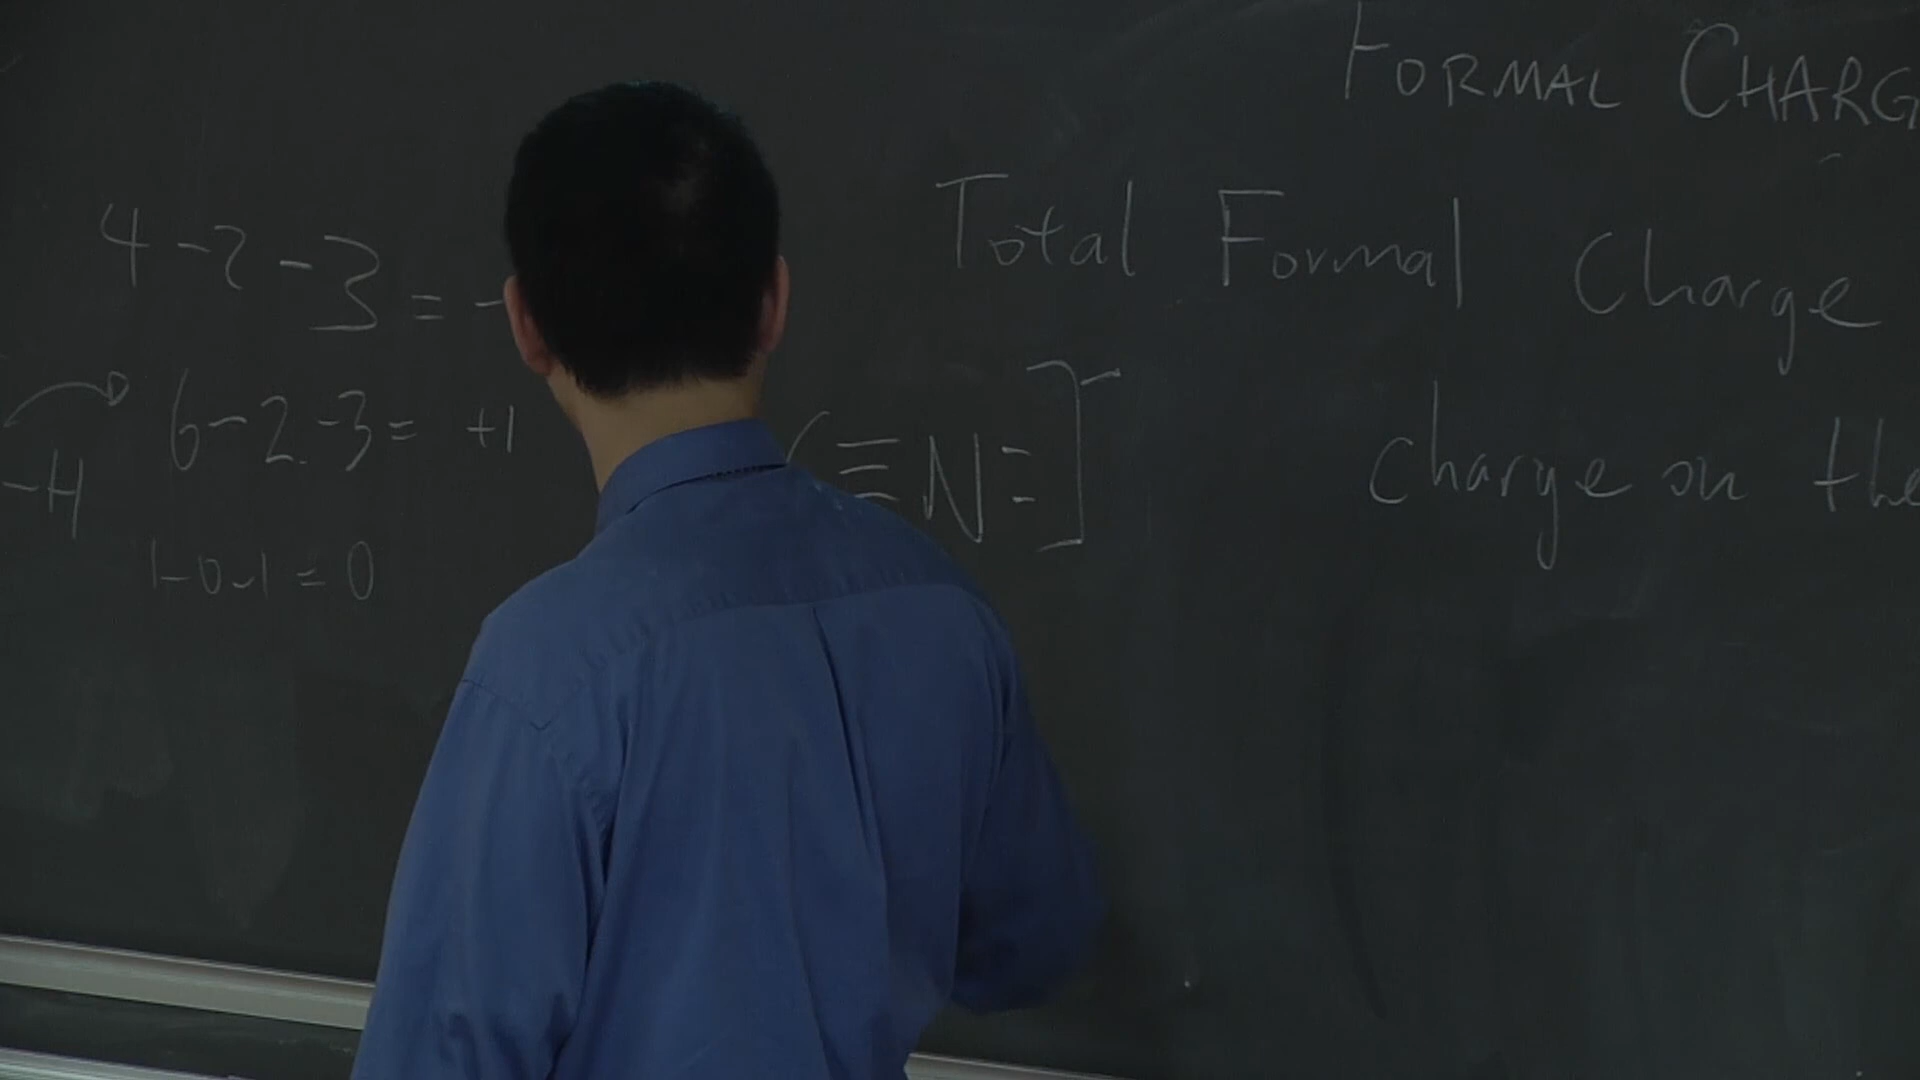 FORMAL CHARG
Total Formal Charge
charge on the
4-2-3 = -
6-2-3 = +1
-H
1-0-1 = 0
C≡N:]⁻